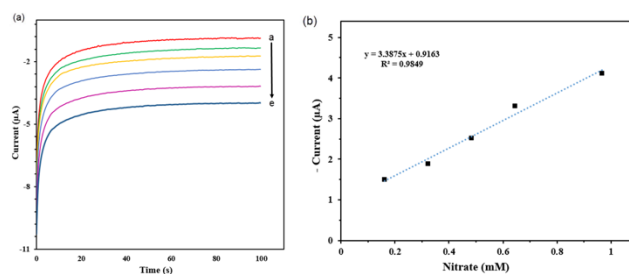 (a)
a
e
-2
-5
-8
-11
0
20
40
60
80
100
Current (µA)
Time (s)
(b)
y = 3.3875x + 0.9163
R² = 0.9849
5
4
3
2
1
0
0
0.2
0.4
0.6
0.8
1
- Current (µA)
Nitrate (mM)